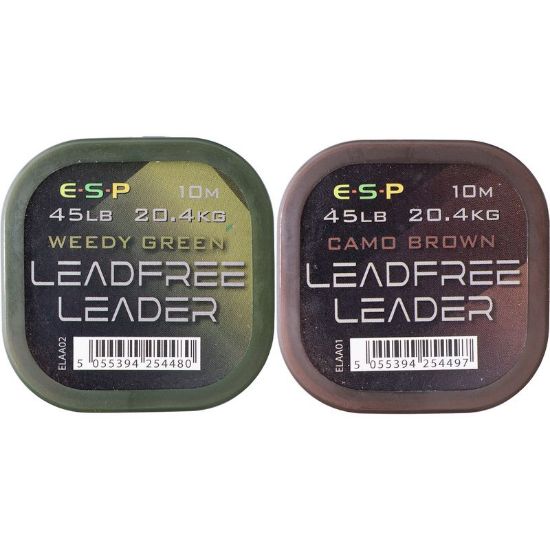 E-S-P 10M
45LB 20.4KG
WEEDY GREEN
LEADFREE
LEADER
ELAA02
5 055394 254480
E-S-P 10M
45LB 20.4KG
CAMO BROWN
LEADFREE
LEADER
ELAA01
5 055394 254497